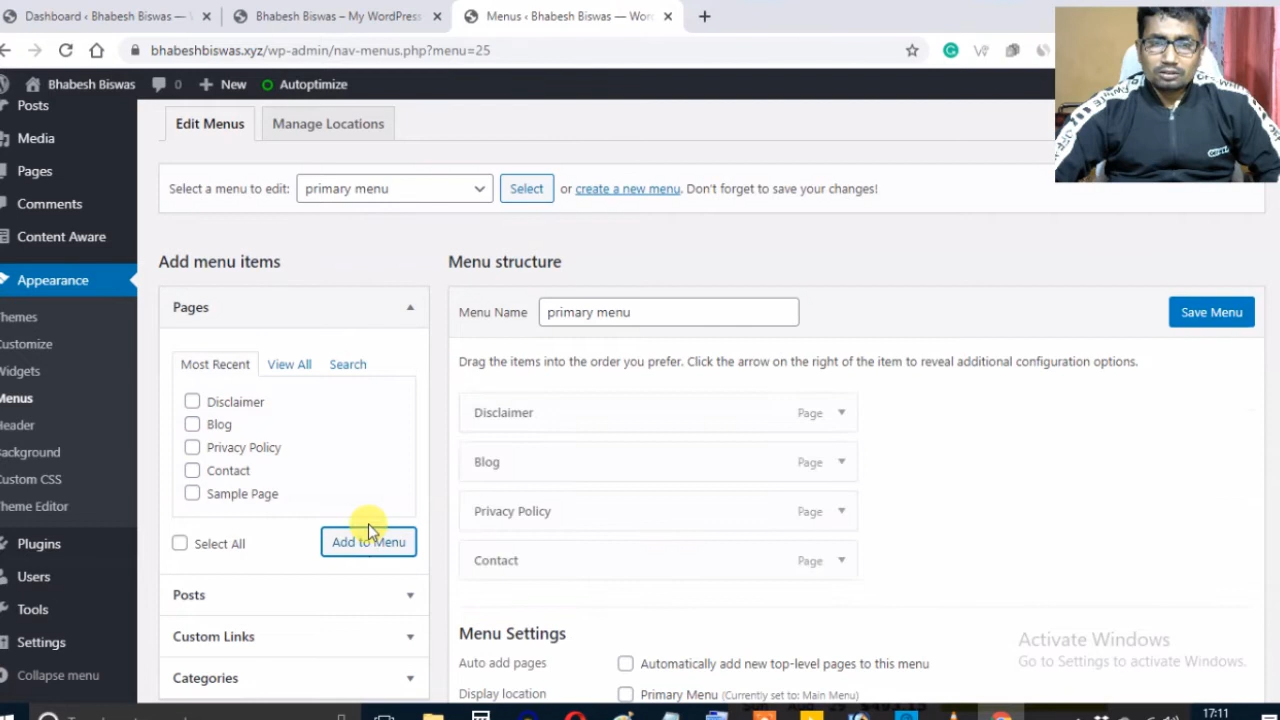 Dashboard ‹ Bhabesh Biswas —
Bhabesh Biswas – My WordPress
Menus ‹ Bhabesh Biswas — Wor
bhabeshbiswas.xyz/wp-admin/nav-menus.php?menu=25
Bhabesh Biswas 0 New Autoptimize
Posts
Media
Pages
Comments
Content Aware
Appearance
Themes
Customize
Widgets
Menus
Header
Background
Custom CSS
Theme Editor
Plugins
Users
Tools
Settings
Collapse menu
Edit Menus
Manage Locations
Select a menu to edit: primary menu Select or create a new menu. Don't forget to save your changes!
Add menu items
Pages
Most Recent View All Search
Disclaimer
Blog
Privacy Policy
Contact
Sample Page
Select All
Add to Menu
Posts
Custom Links
Categories
Menu structure
Menu Name primary menu Save Menu
Drag the items into the order you prefer. Click the arrow on the right of the item to reveal additional configuration options.
Disclaimer Page
Blog Page
Privacy Policy Page
Contact Page
Menu Settings
Auto add pages Automatically add new top-level pages to this menu
Display location Primary Menu (Currently set to: Main Menu)
Activate Windows
Go to Settings to activate Windows.
17:11